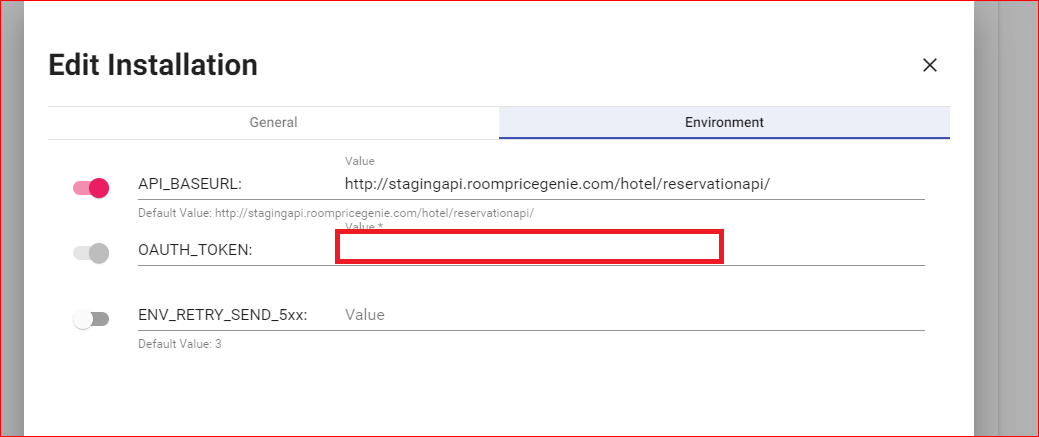 Edit Installation
General
Environment
Value
API_BASEURL:
http://stagingapi.roompricegenie.com/hotel/reservationapi/
Default Value: http://stagingapi.roompricegenie.com/hotel/reservationapi/
Value *
OAUTH_TOKEN:
ENV_RETRY_SEND_5xx:
Value
Default Value: 3